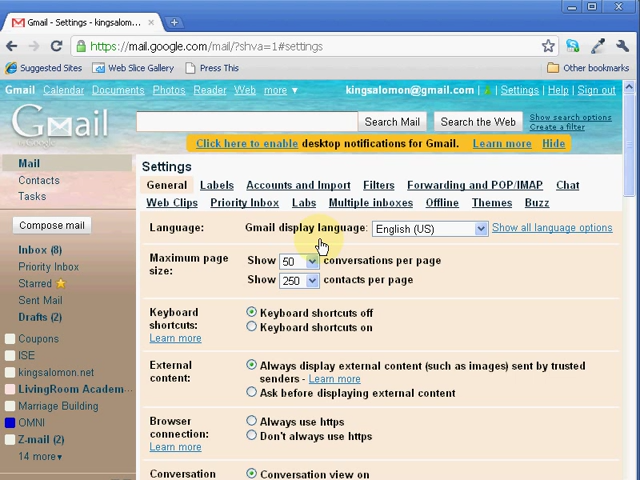 Gmail - Settings - kingsalomon...
https://mail.google.com/mail/?shva=1#settings
Suggested Sites Web Slice Gallery Press This Other bookmarks
Gmail Calendar Documents Photos Reader Web more ▼ kingsalomon@gmail.com | Settings | Help | Sign out
Gmail
Search Mail Search the Web
Show search options
Create a filter
Click here to enable desktop notifications for Gmail. Learn more Hide
Mail
Contacts
Tasks
Compose mail
Inbox (8)
Priority Inbox
Starred
Sent Mail
Drafts (2)
Coupons
ISE
kingsalomon.net
LivingRoom Academ...
Marriage Building
OMNI
Z-mail (2)
14 more▼
Settings
General Labels Accounts and Import Filters Forwarding and POP/IMAP Chat
Web Clips Priority Inbox Labs Multiple inboxes Offline Themes Buzz
Language: Gmail display language: English (US) Show all language options
Maximum page size:
Show 50 conversations per page
Show 250 contacts per page
Keyboard shortcuts:
Learn more
Keyboard shortcuts off
Keyboard shortcuts on
External content:
Always display external content (such as images) sent by trusted
senders - Learn more
Ask before displaying external content
Browser connection:
Learn more
Always use https
Don't always use https
Conversation
Conversation view on